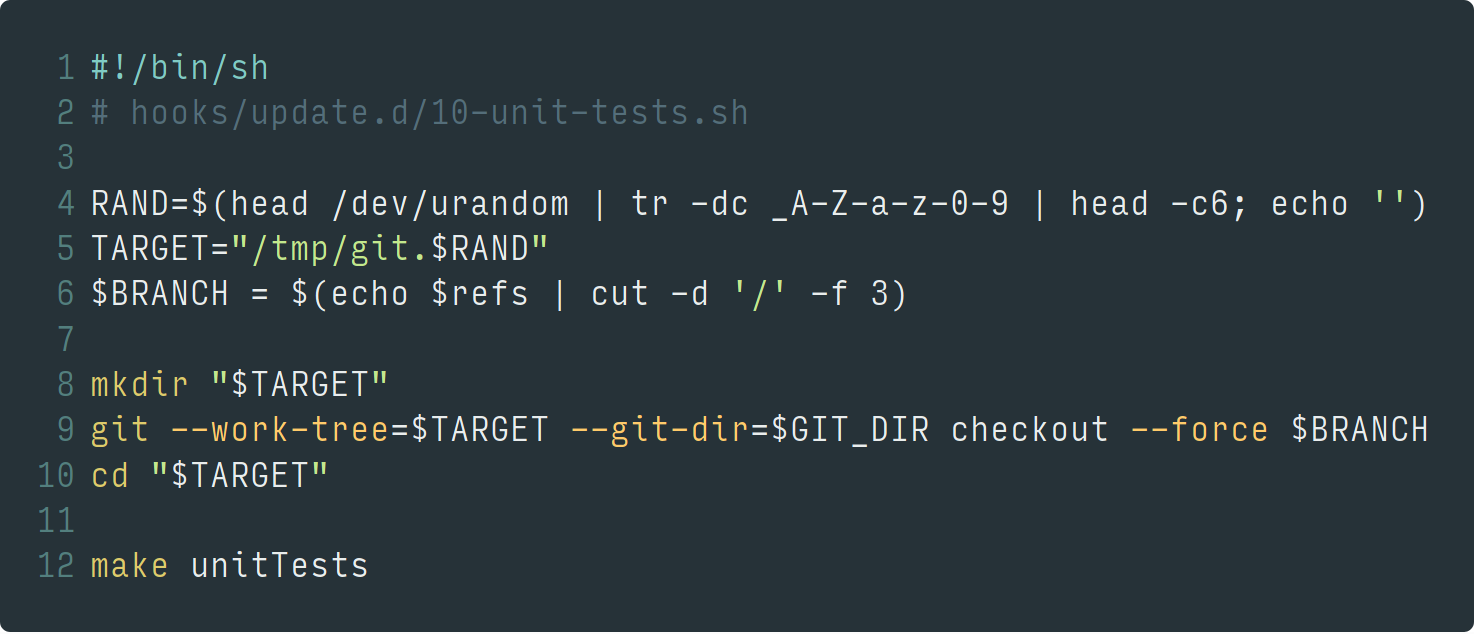 1 #!/bin/sh
2 # hooks/update.d/10-unit-tests.sh
3
4 RAND=$(head /dev/urandom | tr -dc _A-Z-a-z-0-9 | head -c6; echo '')
5 TARGET="/tmp/git.$RAND"
6 $BRANCH = $(echo $refs | cut -d '/' -f 3)
7
8 mkdir "$TARGET"
9 git --work-tree=$TARGET --git-dir=$GIT_DIR checkout --force $BRANCH
10 cd "$TARGET"
11
12 make unitTests